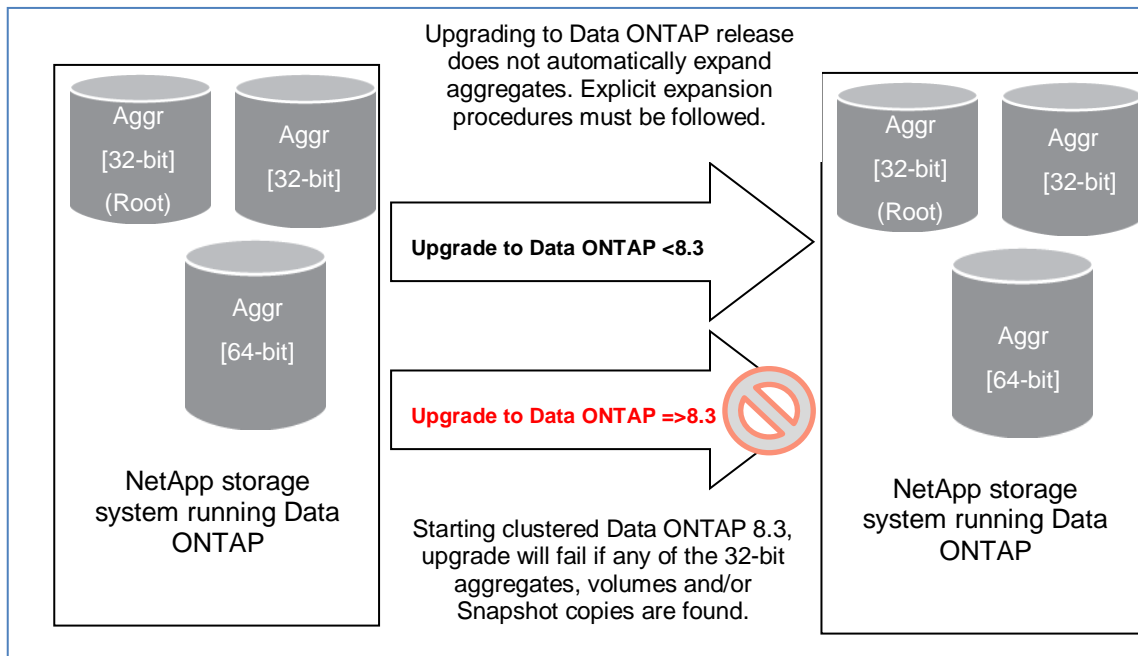 Upgrading to Data ONTAP release
does not automatically expand
aggregates. Explicit expansion
procedures must be followed.
Aggr
[32-bit]
(Root)
Aggr
[32-bit]
Aggr
[64-bit]
NetApp storage
system running Data
ONTAP
Upgrade to Data ONTAP <8.3
Upgrade to Data ONTAP =>8.3
Starting clustered Data ONTAP 8.3,
upgrade will fail if any of the 32-bit
aggregates, volumes and/or
Snapshot copies are found.
Aggr
[32-bit]
(Root)
Aggr
[32-bit]
Aggr
[64-bit]
NetApp storage
system running Data
ONTAP